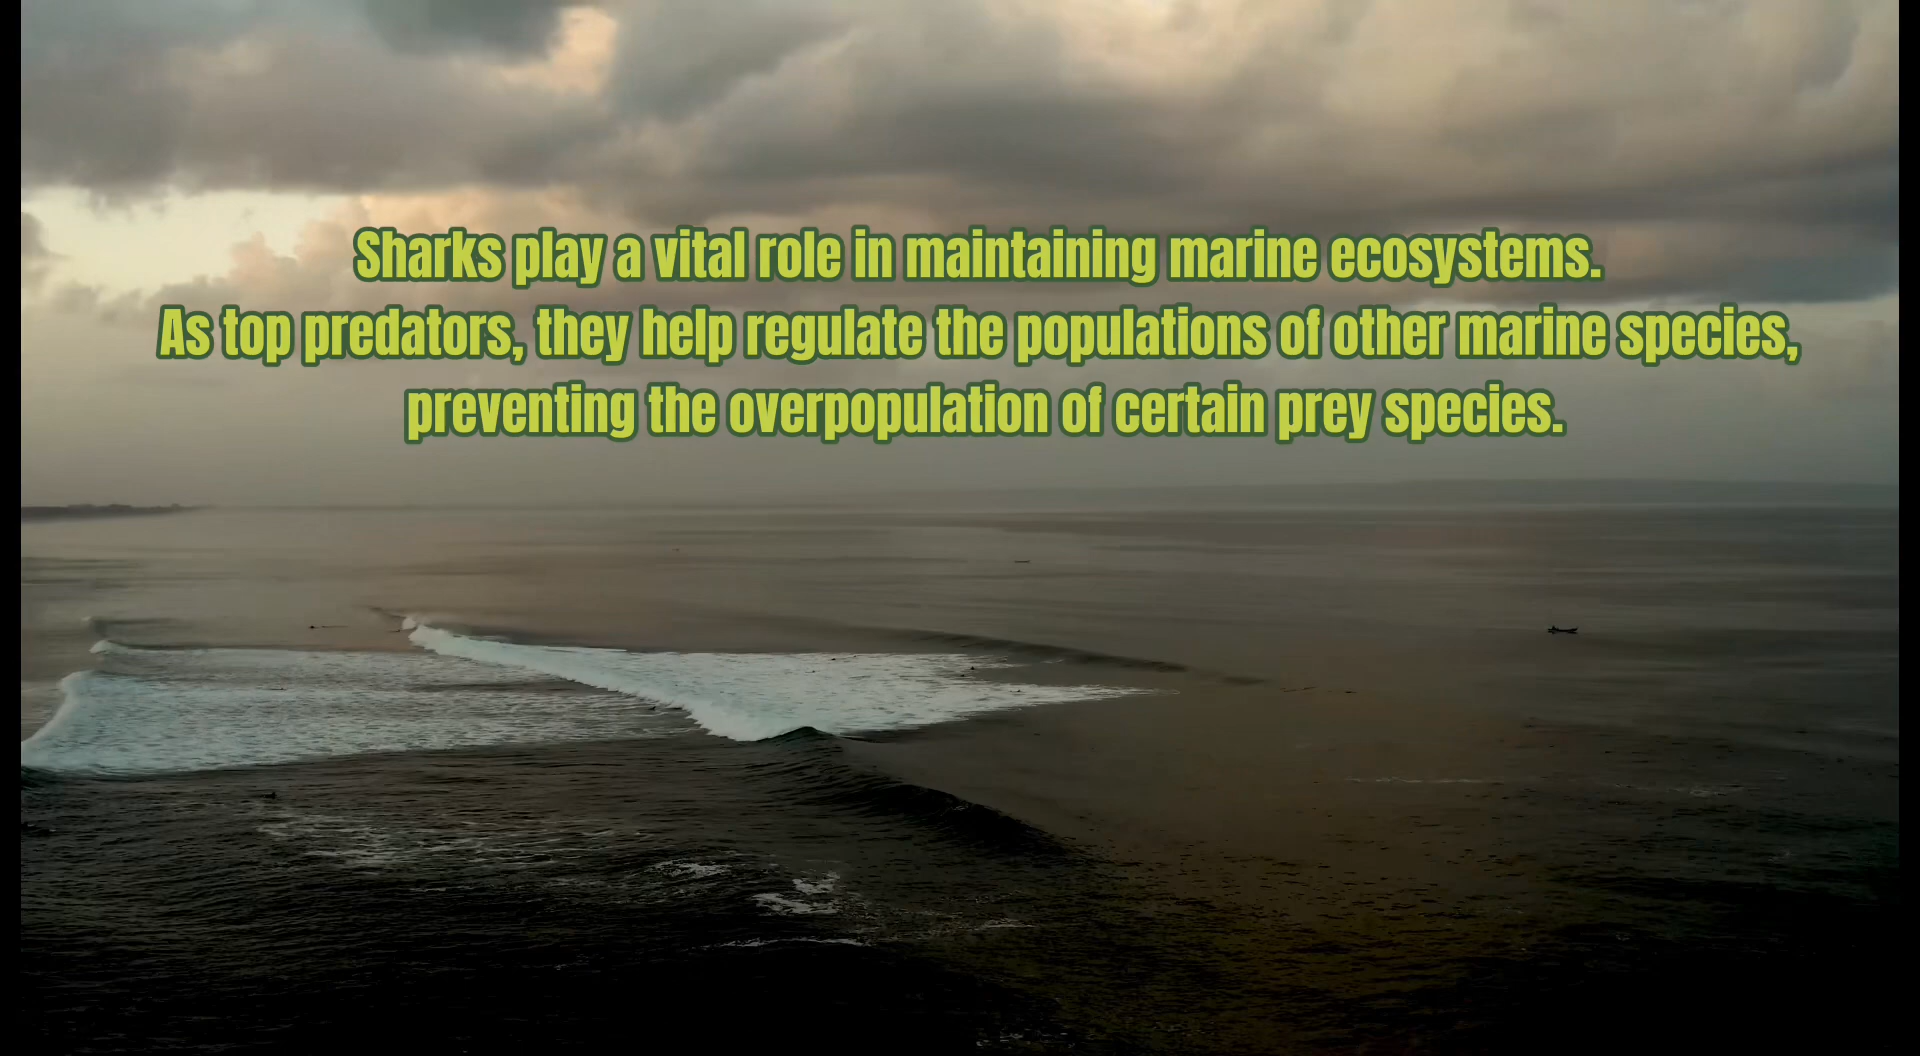 Sharks play a vital role in maintaining marine ecosystems.
As top predators, they help regulate the populations of other marine species,
preventing the overpopulation of certain prey species.